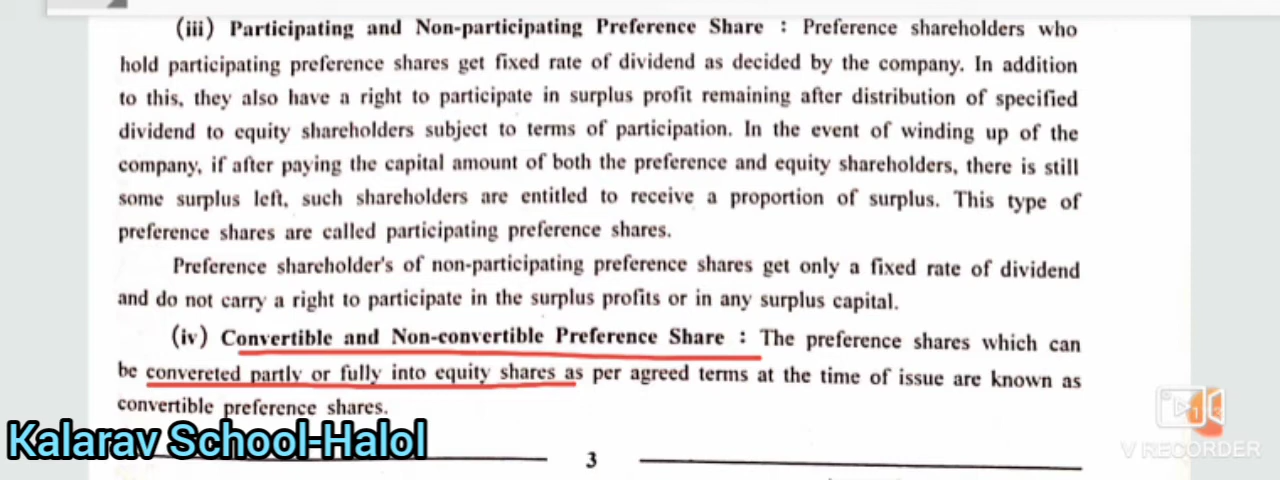 (iii) Participating and Non-participating Preference Share : Preference shareholders who
hold participating preference shares get fixed rate of dividend as decided by the company. In addition
to this, they also have a right to participate in surplus profit remaining after distribution of specified
dividend to equity shareholders subject to terms of participation. In the event of winding up of the
company, if after paying the capital amount of both the preference and equity shareholders, there is still
some surplus left, such shareholders are entitled to receive a proportion of surplus. This type of
preference shares are called participating preference shares.
Preference shareholder's of non-participating preference shares get only a fixed rate of dividend
and do not carry a right to participate in the surplus profits or in any surplus capital.
(iv) Convertible and Non-convertible Preference Share : The preference shares which can
be convereted partly or fully into equity shares as per agreed terms at the time of issue are known as
convertible preference shares.
Kalarav School-Halol
3
V RECORDER